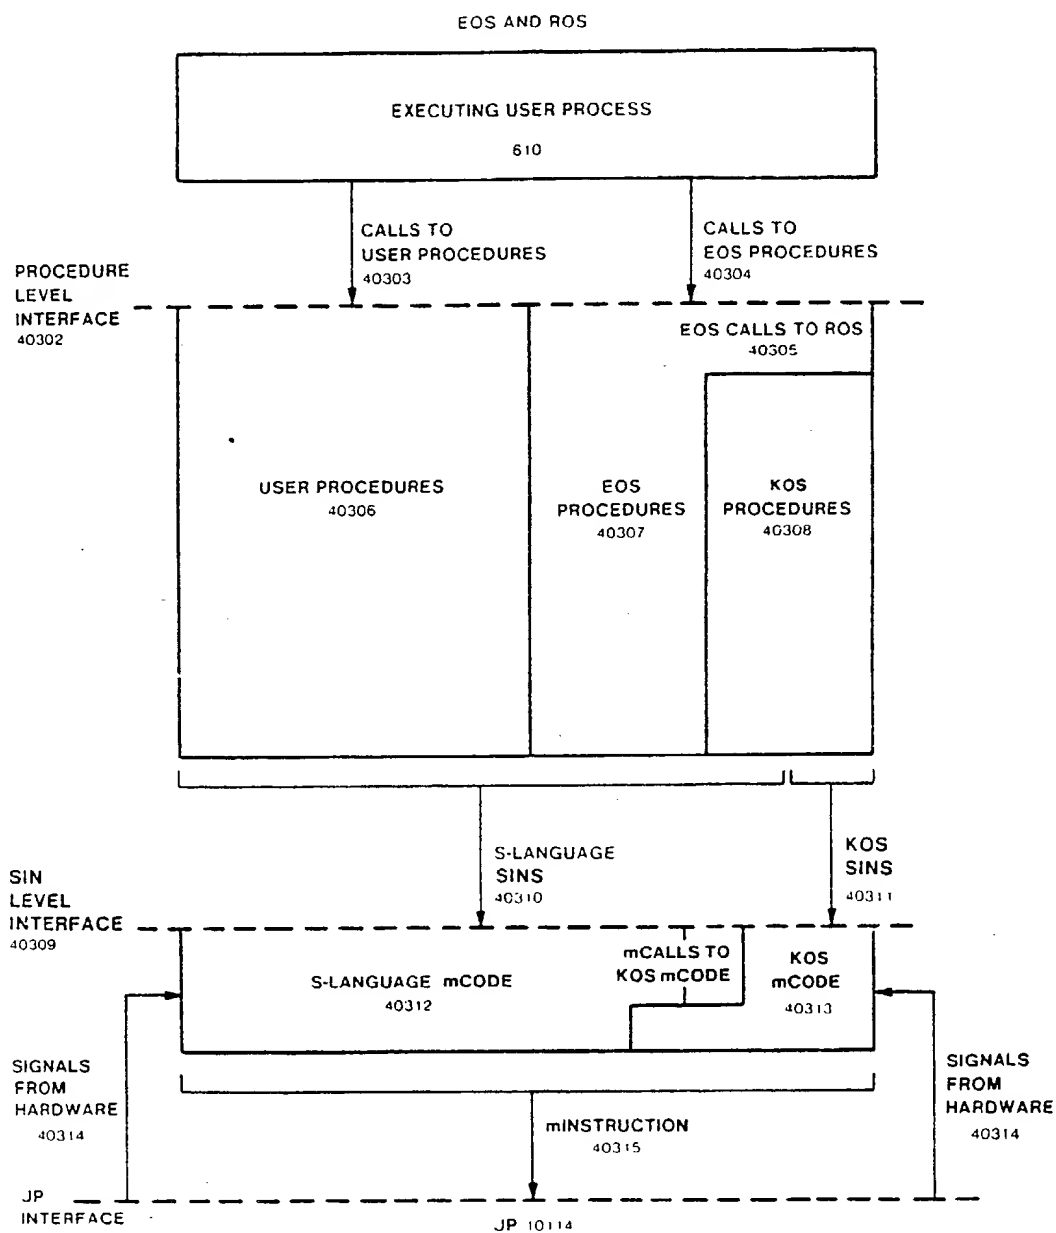 EOS AND ROS
EXECUTING USER PROCESS
610
CALLS TO
USER PROCEDURES
40303
CALLS TO
EOS PROCEDURES
40304
PROCEDURE
LEVEL
INTERFACE
40302
EOS CALLS TO ROS
40305
USER PROCEDURES
40306
EOS
PROCEDURES
40307
KOS
PROCEDURES
40308
S-LANGUAGE
SINS
40310
KOS
SINS
40311
SIN
LEVEL
INTERFACE
40309
S-LANGUAGE mCODE
40312
mCALLS TO
KOS mCODE
KOS
mCODE
40313
SIGNALS
FROM
HARDWARE
40314
SIGNALS
FROM
HARDWARE
40314
mINSTRUCTION
40315
JP
INTERFACE
JP 10114